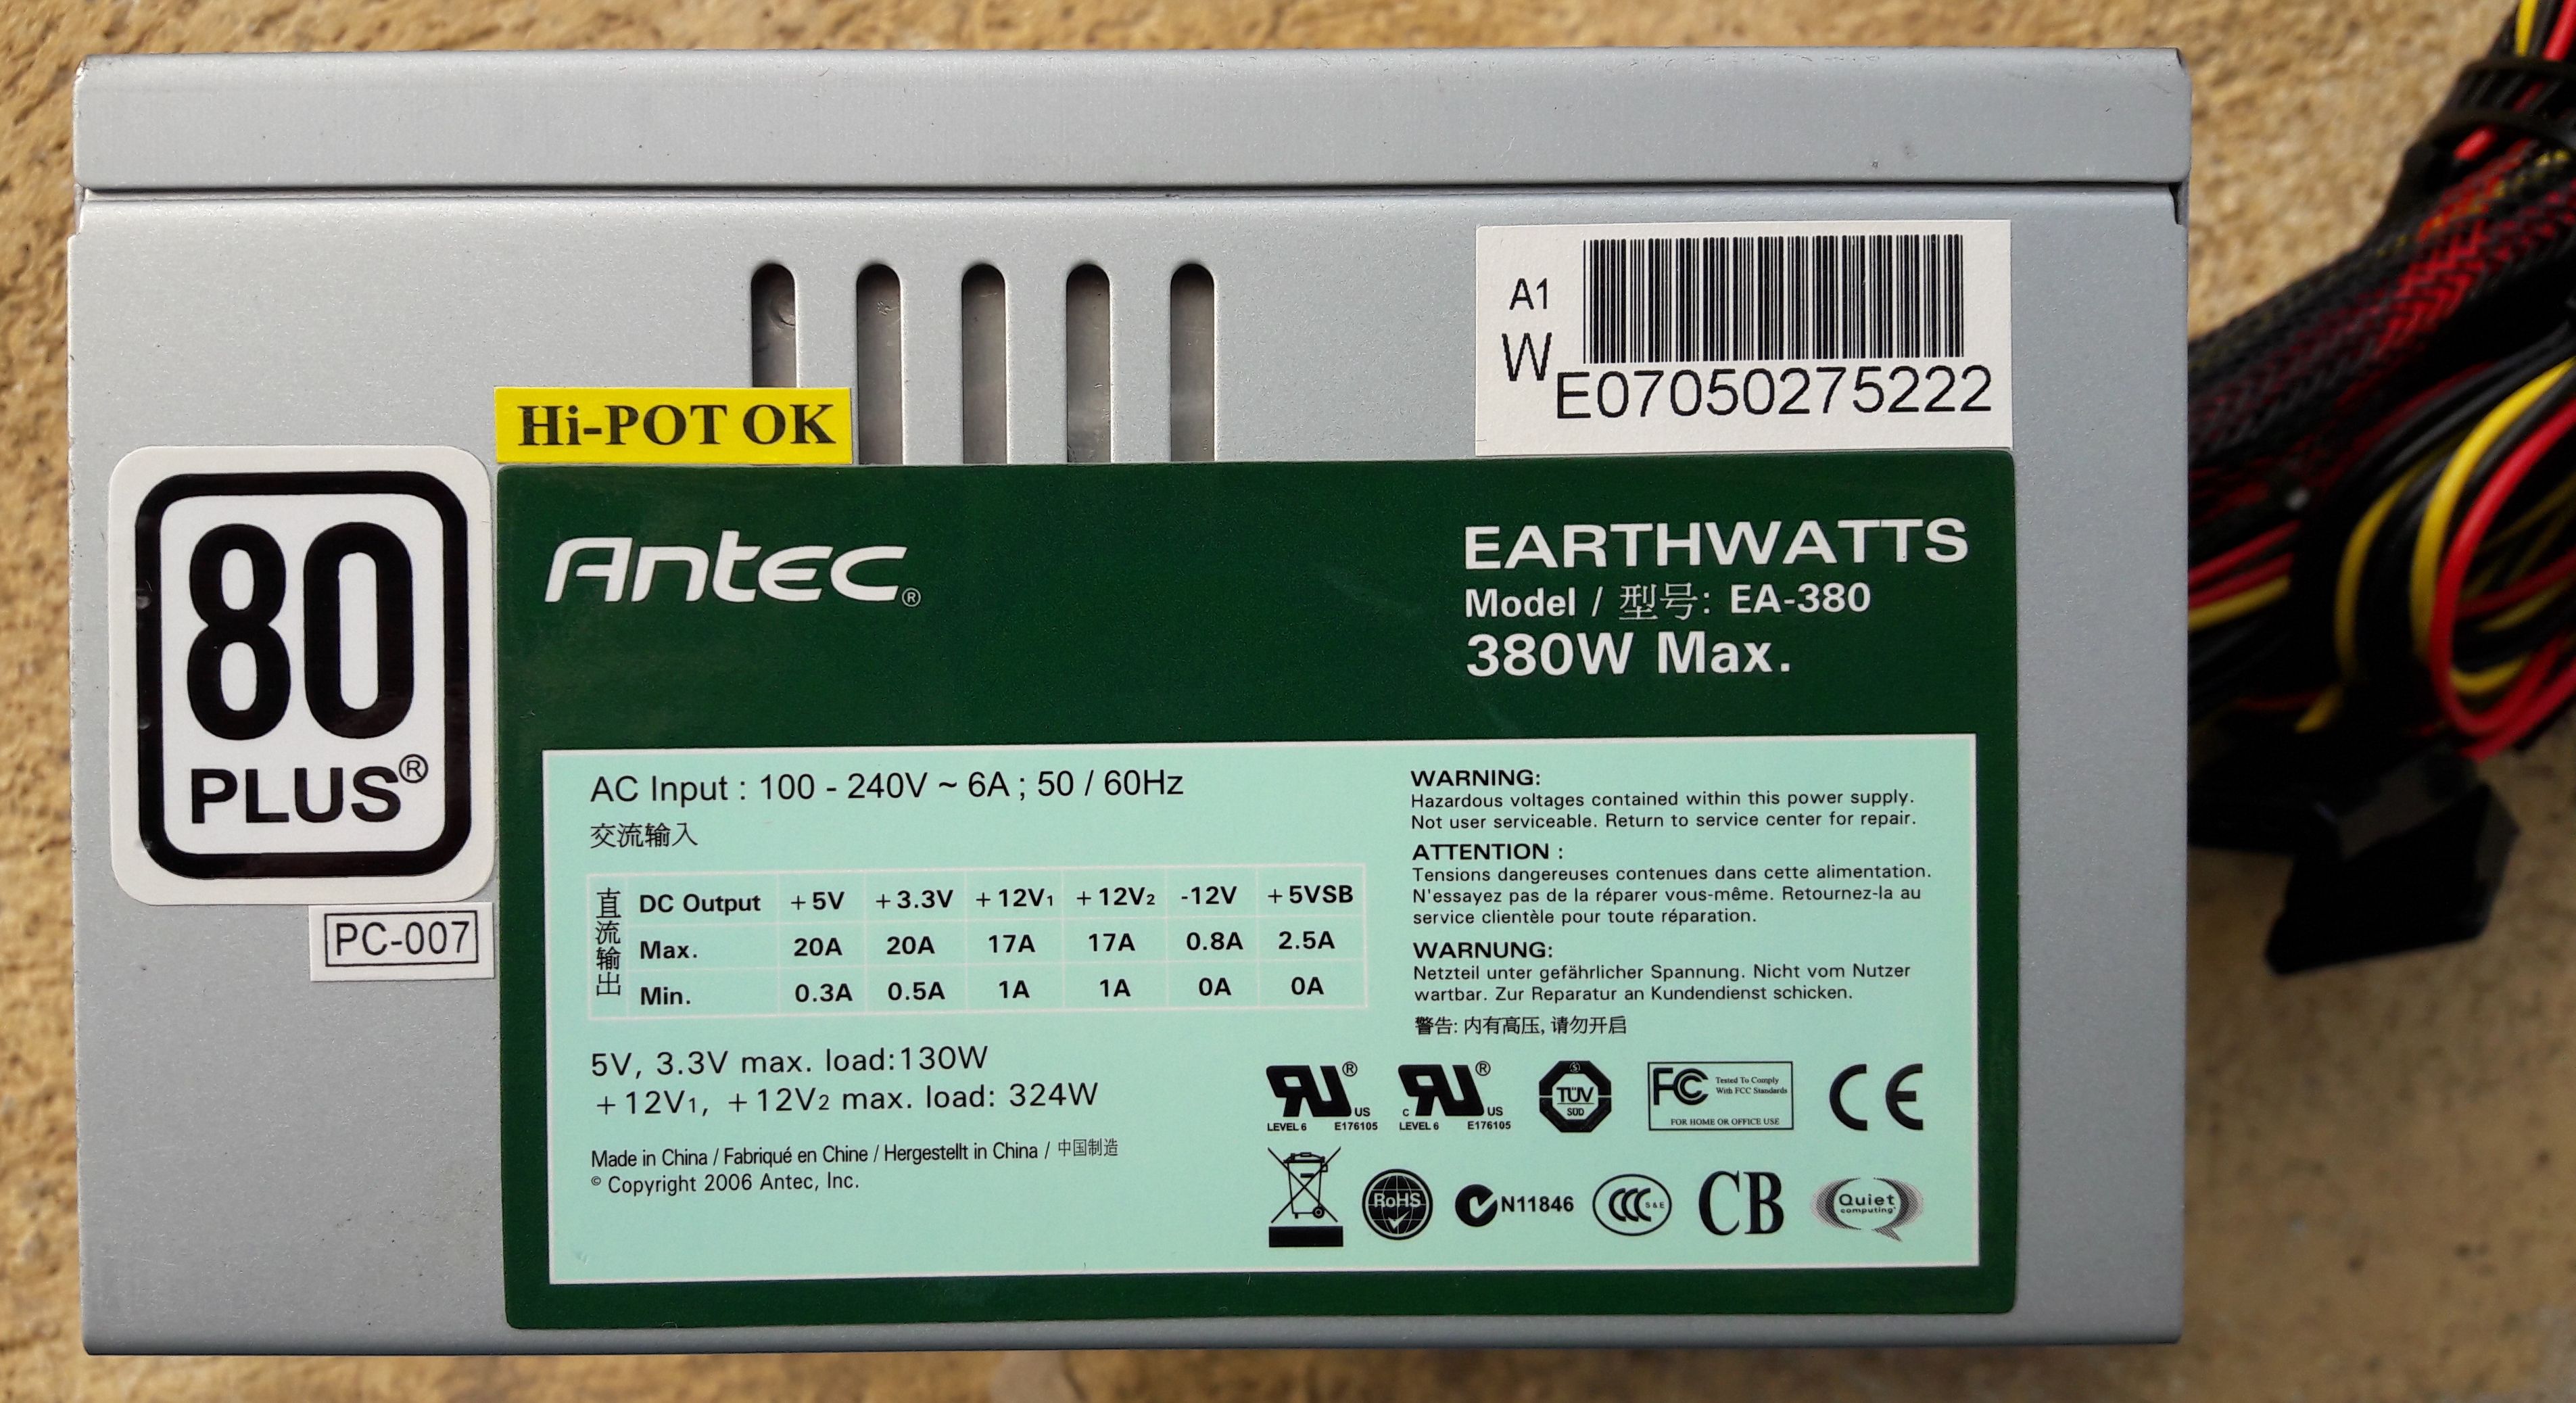 A1
W
E07050275222
Hi-POT OK
80
PLUS®
PC-007
Antec®
EARTHWATTS
Model / 型号: EA-380
380W Max.
AC Input : 100 - 240V ~ 6A ; 50 / 60Hz
交流输入
直流输出
DC Output +5V +3.3V +12V1 +12V2 -12V +5VSB
Max. 20A 20A 17A 17A 0.8A 2.5A
Min. 0.3A 0.5A 1A 1A 0A 0A
5V, 3.3V max. load:130W
+12V1, +12V2 max. load: 324W
Made in China / Fabriqué en Chine / Hergestellt in China / 中国制造
© Copyright 2006 Antec, Inc.
WARNING:
Hazardous voltages contained within this power supply.
Not user serviceable. Return to service center for repair.
ATTENTION :
Tensions dangereuses contenues dans cette alimentation.
N'essayez pas de la réparer vous-même. Retournez-la au
service clientèle pour toute réparation.
WARNUNG:
Netzteil unter gefährlicher Spannung. Nicht vom Nutzer
wartbar. Zur Reparatur an Kundendienst schicken.
警告: 内有高压, 请勿开启
RU® US
LEVEL 6 E176105
c RU® US
LEVEL 6 E176105
TÜV
SÜD
FC Tested To Comply
With FCC Standards
FOR HOME OR OFFICE USE
CE
RoHS
N11846
CCC S&E
CB
Quiet
computing